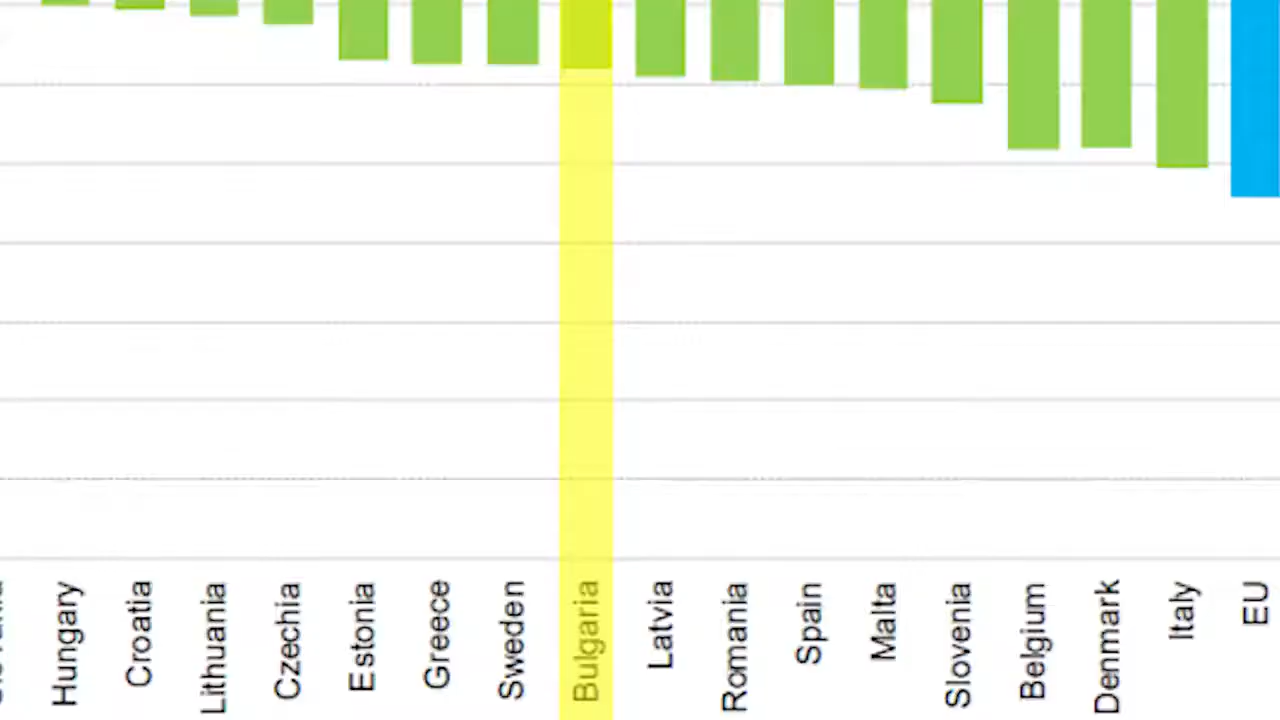 Hungary
Croatia
Lithuania
Czechia
Estonia
Greece
Sweden
Bulgaria
Latvia
Romania
Spain
Malta
Slovenia
Belgium
Denmark
Italy
EU